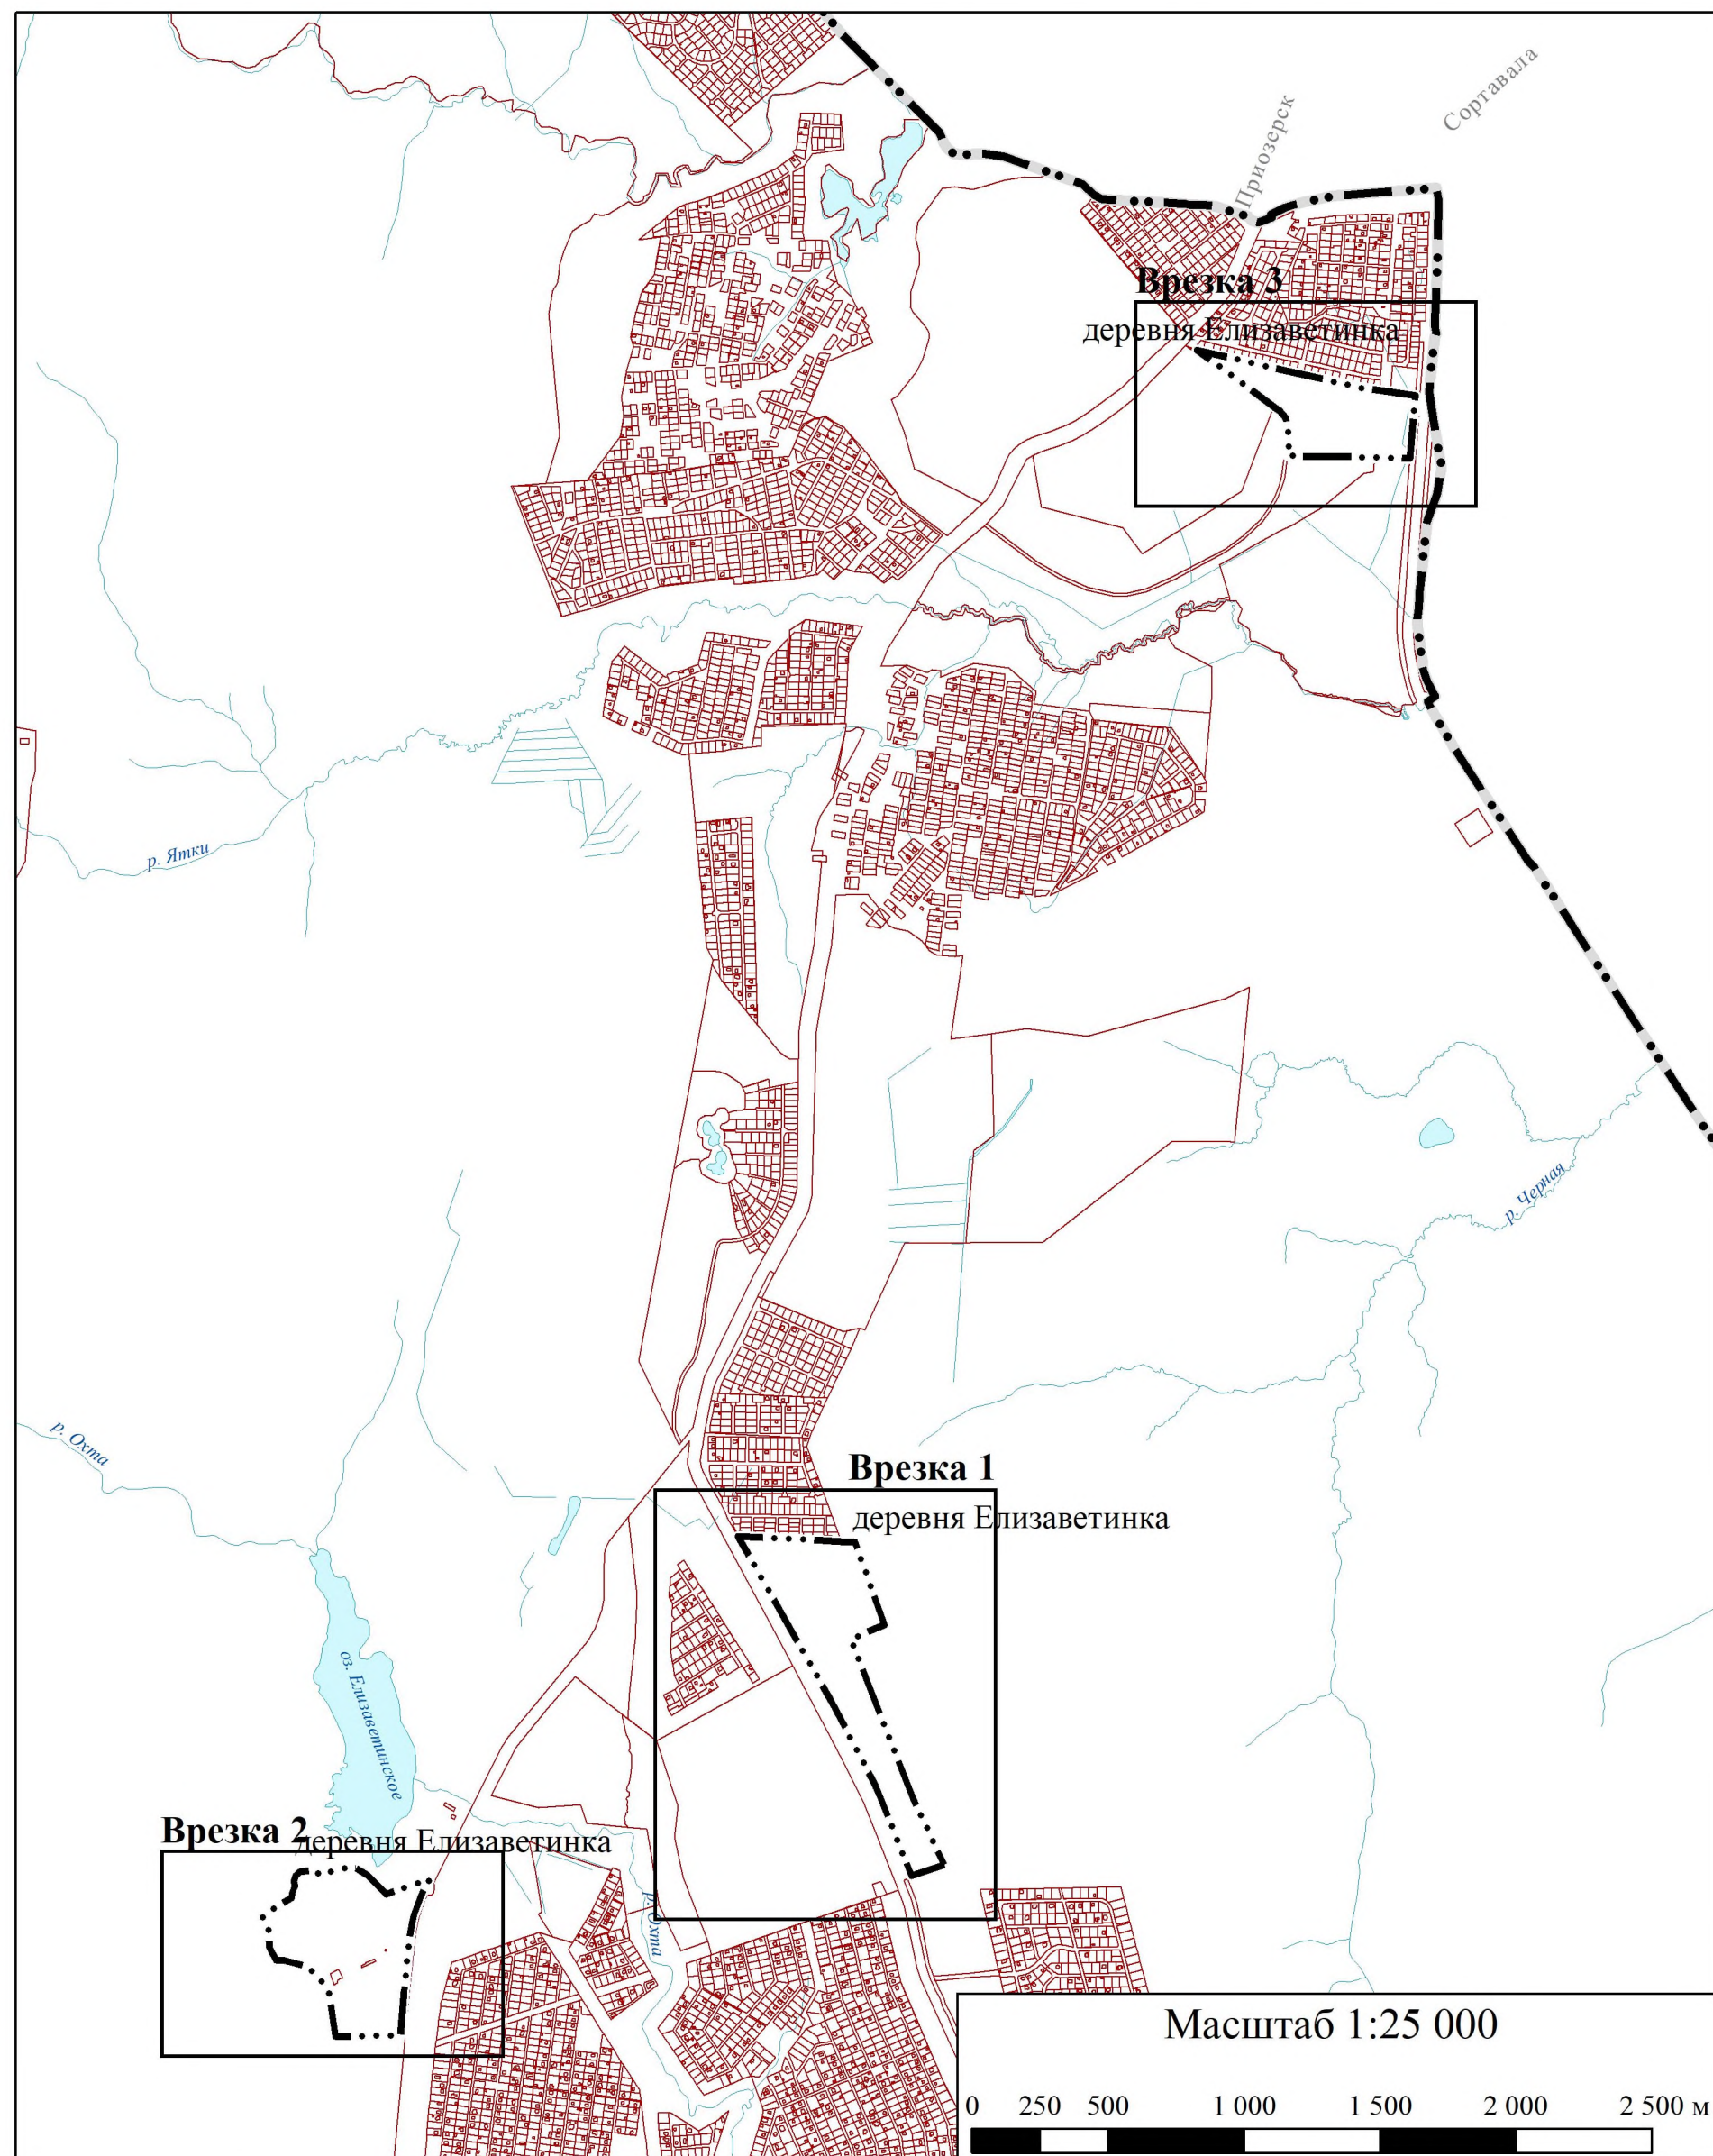 Сортавала
Приозерск
Врезка 3
деревня Елизаветинка
р. Ятки
р. Черная
р. Охта
Врезка 1
деревня Елизаветинка
оз. Елизаветинское
Врезка 2
деревня Елизаветинка
р. Охта
Масштаб 1:25 000
0 250 500 1 000 1 500 2 000 2 500 м